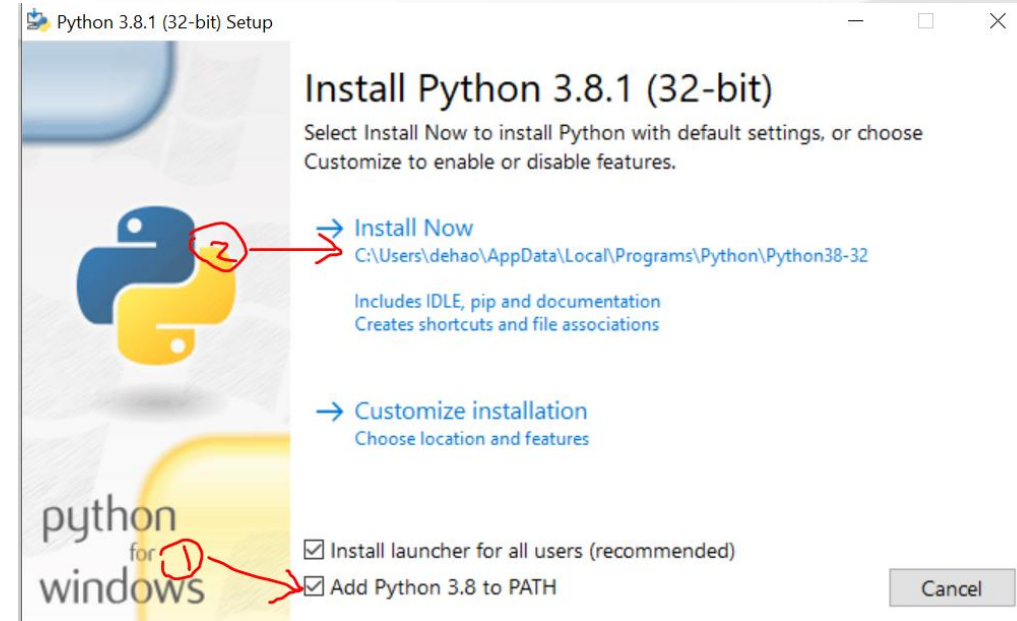 Python 3.8.1 (32-bit) Setup
Install Python 3.8.1 (32-bit)
Select Install Now to install Python with default settings, or choose
Customize to enable or disable features.
Install Now
2
C:\Users\dehao\AppData\Local\Programs\Python\Python38-32
Includes IDLE, pip and documentation
Creates shortcuts and file associations
Customize installation
Choose location and features
python
for
windows
1
Install launcher for all users (recommended)
Add Python 3.8 to PATH
Cancel